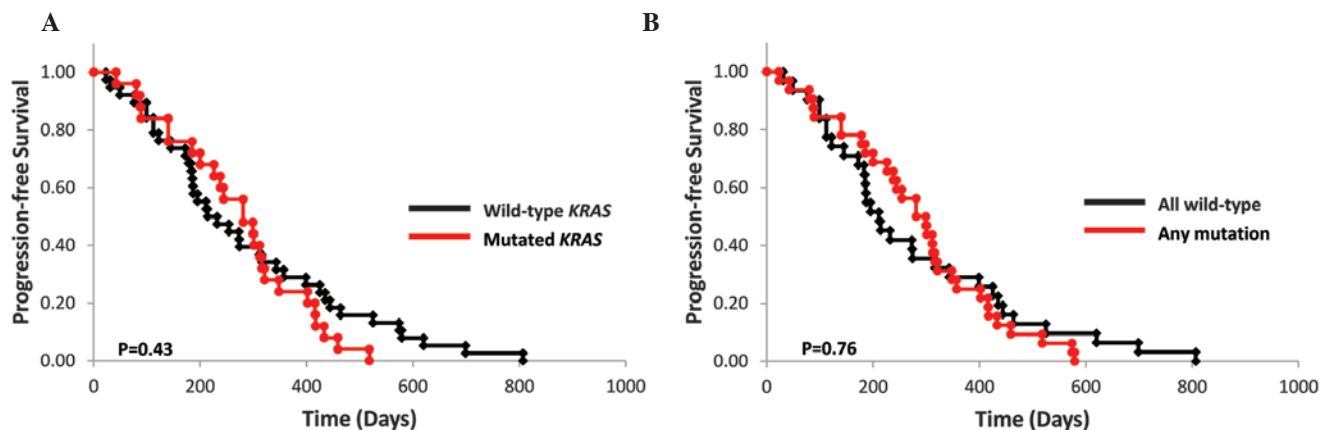 A
Progression-free Survival
1.00
0.80
0.60
0.40
0.20
0.00
Wild-type KRAS
Mutated KRAS
P=0.43
0 200 400 600 800 1000
Time (Days)
B
Progression-free Survival
1.00
0.80
0.60
0.40
0.20
0.00
All wild-type
Any mutation
P=0.76
0 200 400 600 800 1000
Time (Days)